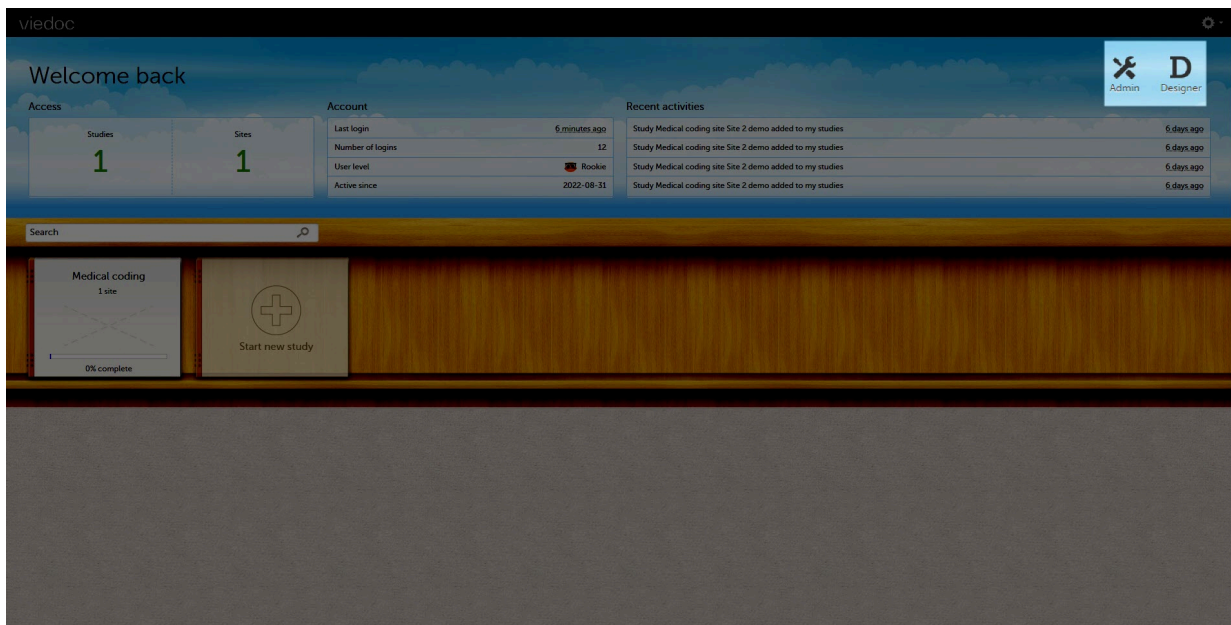 viedoc
Welcome back
Admin
D
Designer
Access
Studies
1
Sites
1
Account
Last login 6 minutes ago
Number of logins 12
User level Rookie
Active since 2022-08-31
Recent activities
Study Medical coding site Site 2 demo added to my studies 6 days ago
Study Medical coding site Site 2 demo added to my studies 6 days ago
Study Medical coding site Site 2 demo added to my studies 6 days ago
Study Medical coding site Site 2 demo added to my studies 6 days ago
Search
Medical coding
1 site
0% complete
Start new study